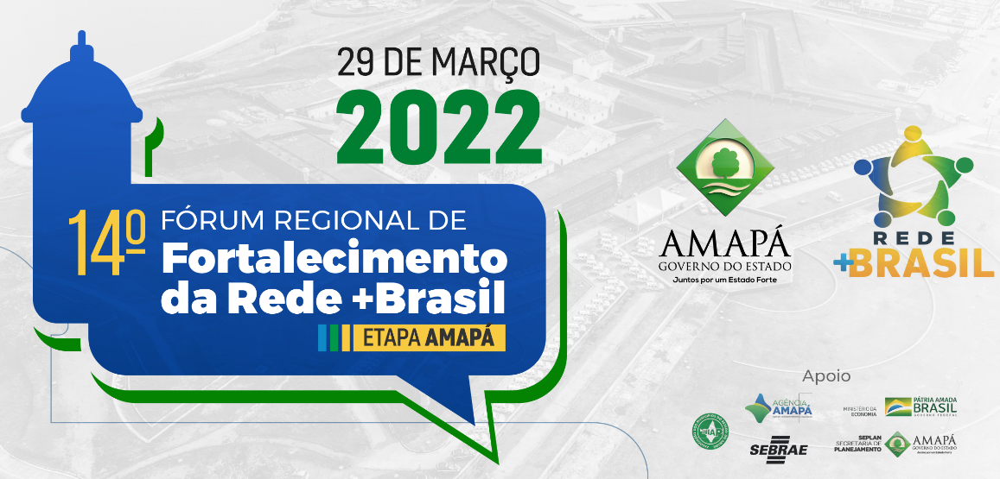 29 DE MARÇO
2022
14º
FÓRUM REGIONAL DE
Fortalecimento
da Rede +Brasil
ETAPA AMAPÁ
AMAPÁ
GOVERNO DO ESTADO
Juntos por um Estado Forte
REDE
+BRASIL
Apoio
AGÊNCIA
AMAPÁ
MINISTÉRIO DA
ECONOMIA
PÁTRIA AMADA
BRASIL
GOVERNO FEDERAL
SEBRAE
SEPLAN
SECRETARIA DE
PLANEJAMENTO
AMAPÁ
GOVERNO DO ESTADO